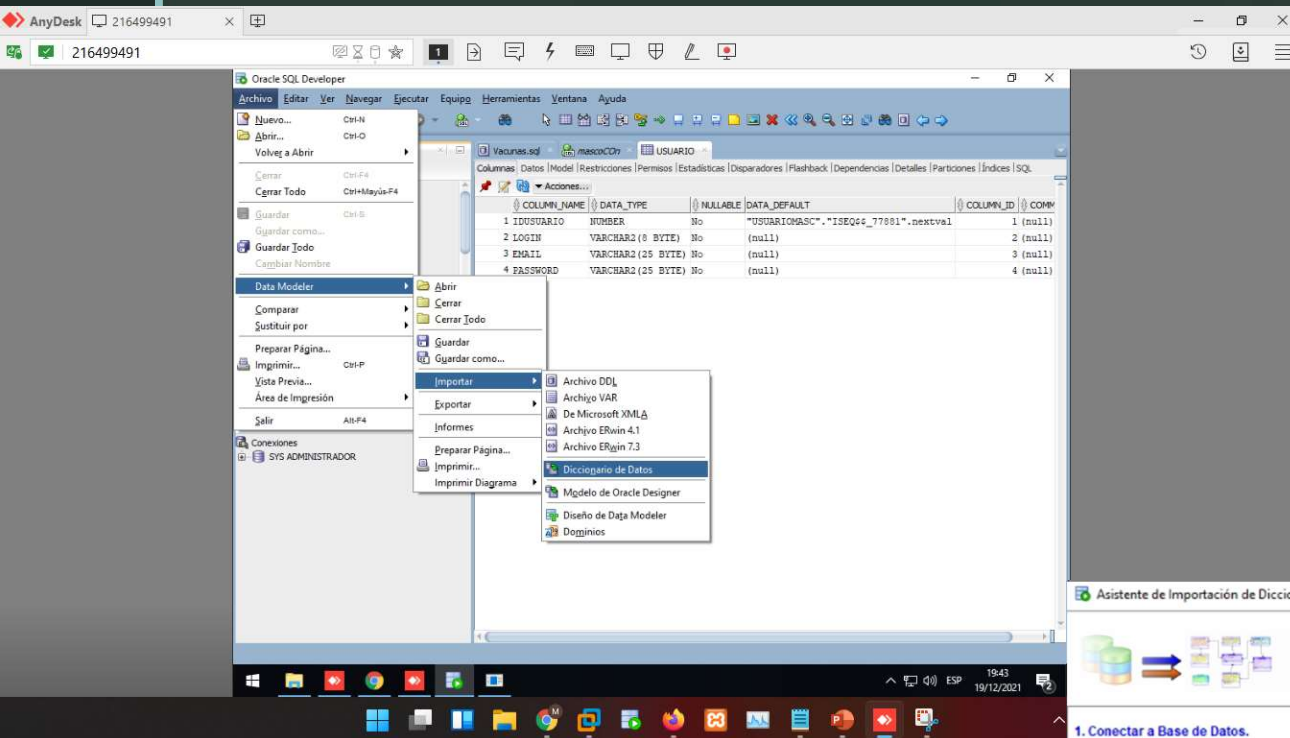 AnyDesk 216499491
216499491
Oracle SQL Developer
Archivo Editar Ver Navegar Ejecutar Equipo Herramientas Ventana Ayuda
Nuevo... Ctrl-N
Abrir... Ctrl-O
Volver a Abrir
Cerrar Ctrl-F4
Cerrar Todo Ctrl+Mayús-F4
Guardar Ctrl-S
Guardar como...
Guardar Todo
Cambiar Nombre
Data Modeler
Comparar
Sustituir por
Preparar Página...
Imprimir... Ctrl-P
Vista Previa...
Área de Impresión
Salir Alt-F4
Conexiones
SYS ADMINISTRADOR
Abrir
Cerrar
Cerrar Todo
Guardar
Guardar como...
Importar
Exportar
Informes
Preparar Página...
Imprimir...
Imprimir Diagrama
Archivo DDL
Archivo VAR
De Microsoft XMLA
Archivo ERwin 4.1
Archivo ERwin 7.3
Diccionario de Datos
Modelo de Oracle Designer
Diseño de Data Modeler
Dominios
Vacunas.sql mascoCOn USUARIO
Columnas Datos Model Restricciones Permisos Estadísticas Disparadores Flashback Dependencias Detalles Particiones Índices SQL
Acciones...
COLUMN_NAME DATA_TYPE NULLABLE DATA_DEFAULT COLUMN_ID COMM
1 IDUSUARIO NUMBER No "USUARIOMASC"."ISEQ$$_77881".nextval 1 (null)
2 LOGIN VARCHAR2(8 BYTE) No (null) 2 (null)
3 EMAIL VARCHAR2(25 BYTE) No (null) 3 (null)
4 PASSWORD VARCHAR2(25 BYTE) No (null) 4 (null)
ESP
19:43
19/12/2021
Asistente de Importación de Dicci
1. Conectar a Base de Datos.